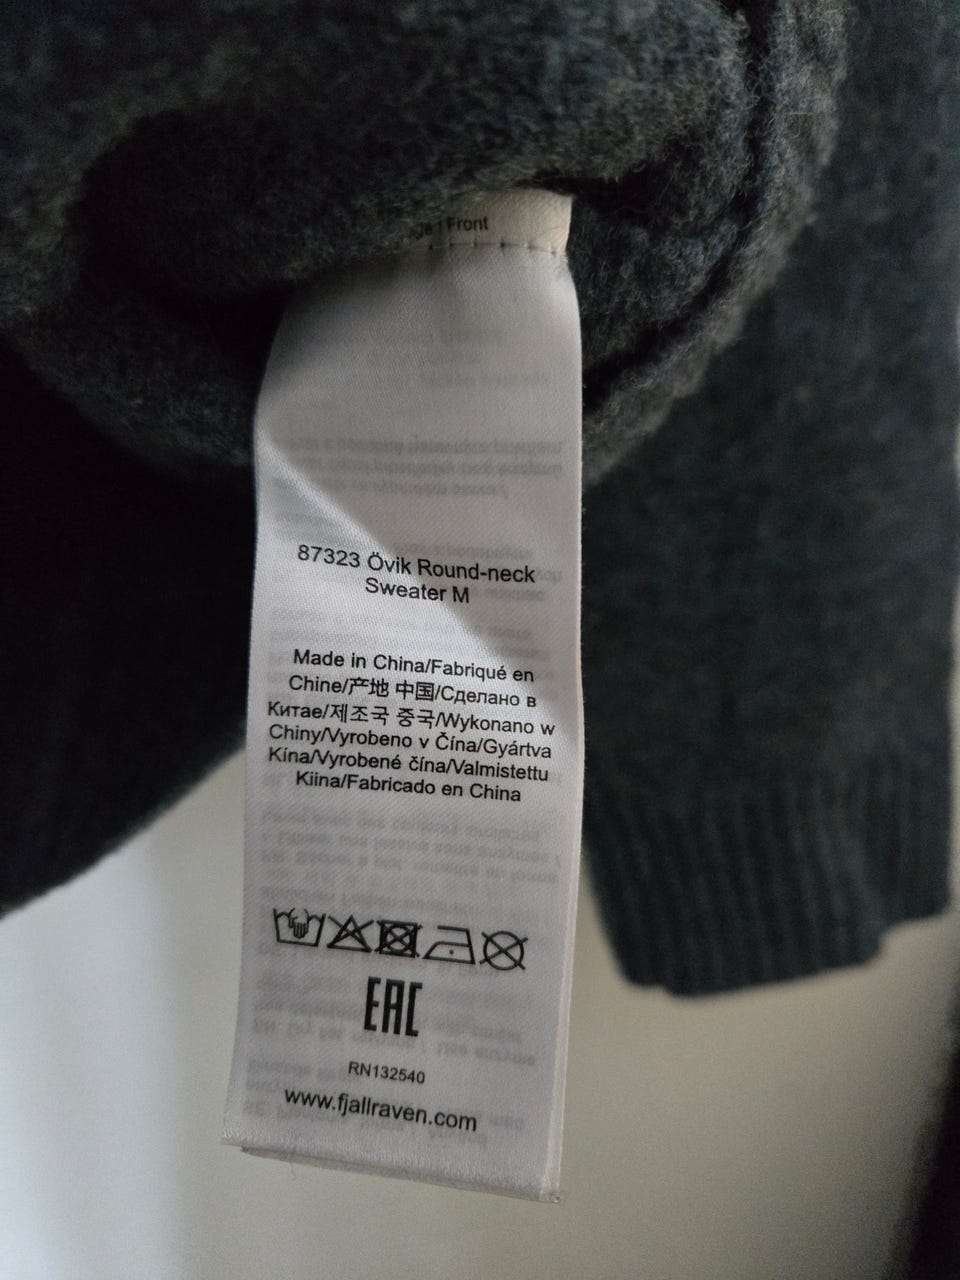 Front
87323 Övik Round-neck
Sweater M
Made in China/Fabriqué en
Chine/产地 中国/Сделано в
Китае/제조국 중국/Wykonano w
Chiny/Vyrobeno v Čína/Gyártva
Kína/Vyrobené čína/Valmistettu
Kiina/Fabricado en China
EAC
RN132540
www.fjallraven.com